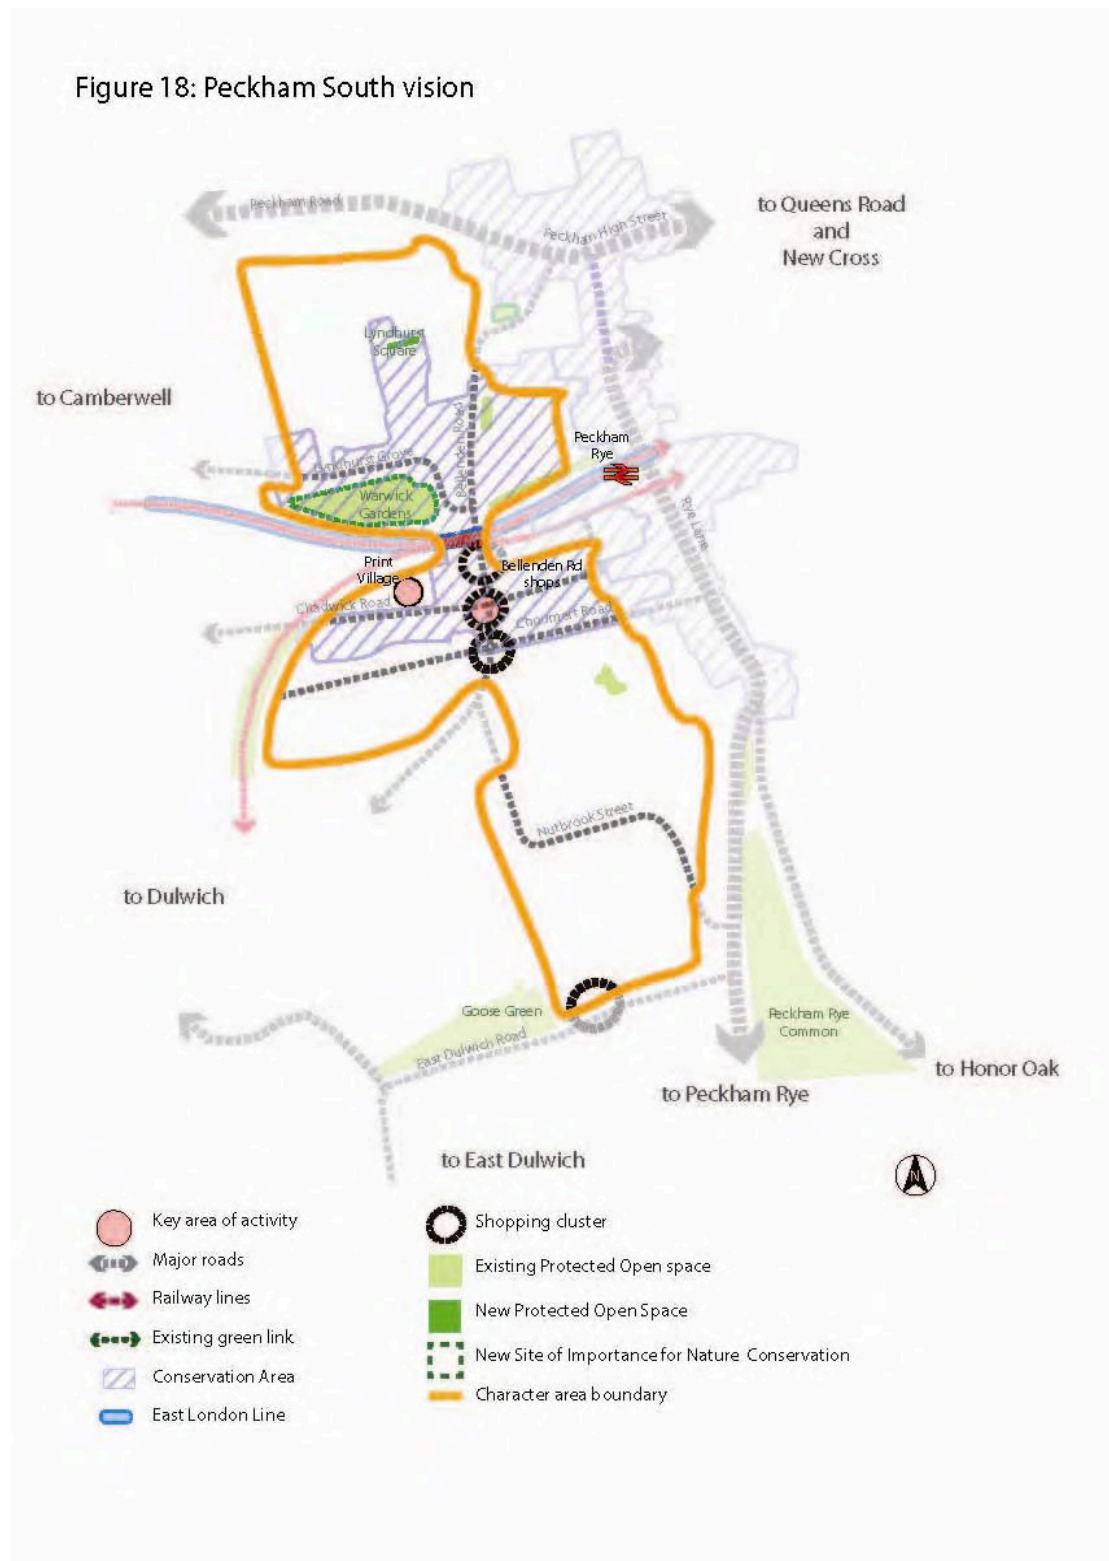 Figure 18: Peckham South vision
Peckham Road
Peckham High Street
to Queens Road
and
New Cross
Lyndhurst
Square
to Camberwell
Bellenden Road
Peckham
Rye
Lyndhurst Grove
Warwick
Gardens
Rye Lane
Print
Village
Bellenden Rd
shops
Chadwick Road
Choumert Road
Nutbrook Street
to Dulwich
Goose Green
East Dulwich Road
Peckham Rye
Common
to Honor Oak
to Peckham Rye
to East Dulwich
N
Key area of activity
Major roads
Railway lines
Existing green link
Conservation Area
East London Line
Shopping cluster
Existing Protected Open space
New Protected Open Space
New Site of Importance for Nature Conservation
Character area boundary